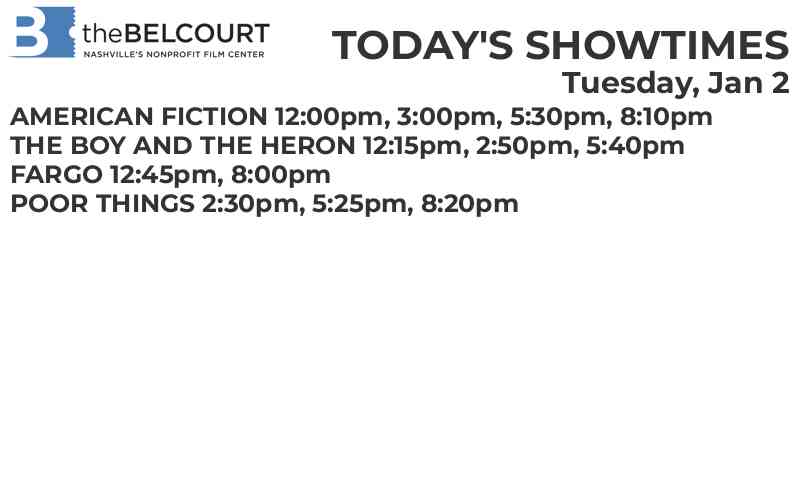 B theBELCOURT
NASHVILLE'S NONPROFIT FILM CENTER
TODAY'S SHOWTIMES
Tuesday, Jan 2
AMERICAN FICTION 12:00pm, 3:00pm, 5:30pm, 8:10pm
THE BOY AND THE HERON 12:15pm, 2:50pm, 5:40pm
FARGO 12:45pm, 8:00pm
POOR THINGS 2:30pm, 5:25pm, 8:20pm